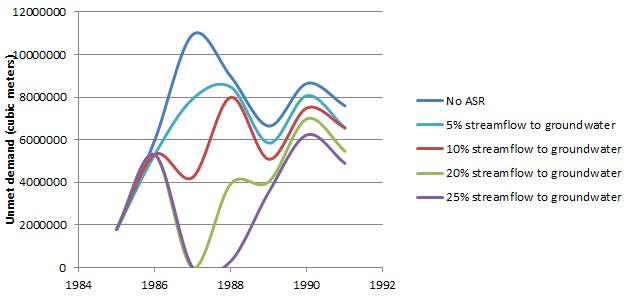 Unmet demand (cubic meters)
12000000
10000000
8000000
6000000
4000000
2000000
0
1984 1986 1988 1990 1992
No ASR
5% streamflow to groundwater
10% streamflow to groundwater
20% streamflow to groundwater
25% streamflow to groundwater